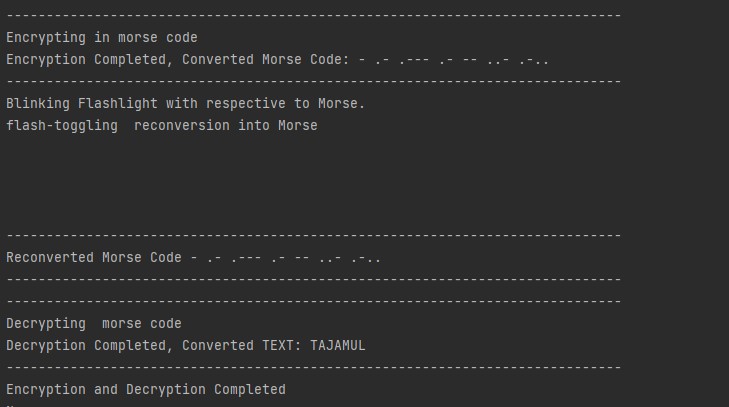 -----------------------------------------------------------------------------
Encrypting in morse code
Encryption Completed, Converted Morse Code: - .- .--- .- -- ..- .-..
-----------------------------------------------------------------------------
Blinking Flashlight with respective to Morse.
flash-toggling  reconversion into Morse
-----------------------------------------------------------------------------
Reconverted Morse Code - .- .--- .- -- ..- .-..
-----------------------------------------------------------------------------
-----------------------------------------------------------------------------
Decrypting  morse code
Decryption Completed, Converted TEXT: TAJAMUL
-----------------------------------------------------------------------------
Encryption and Decryption Completed